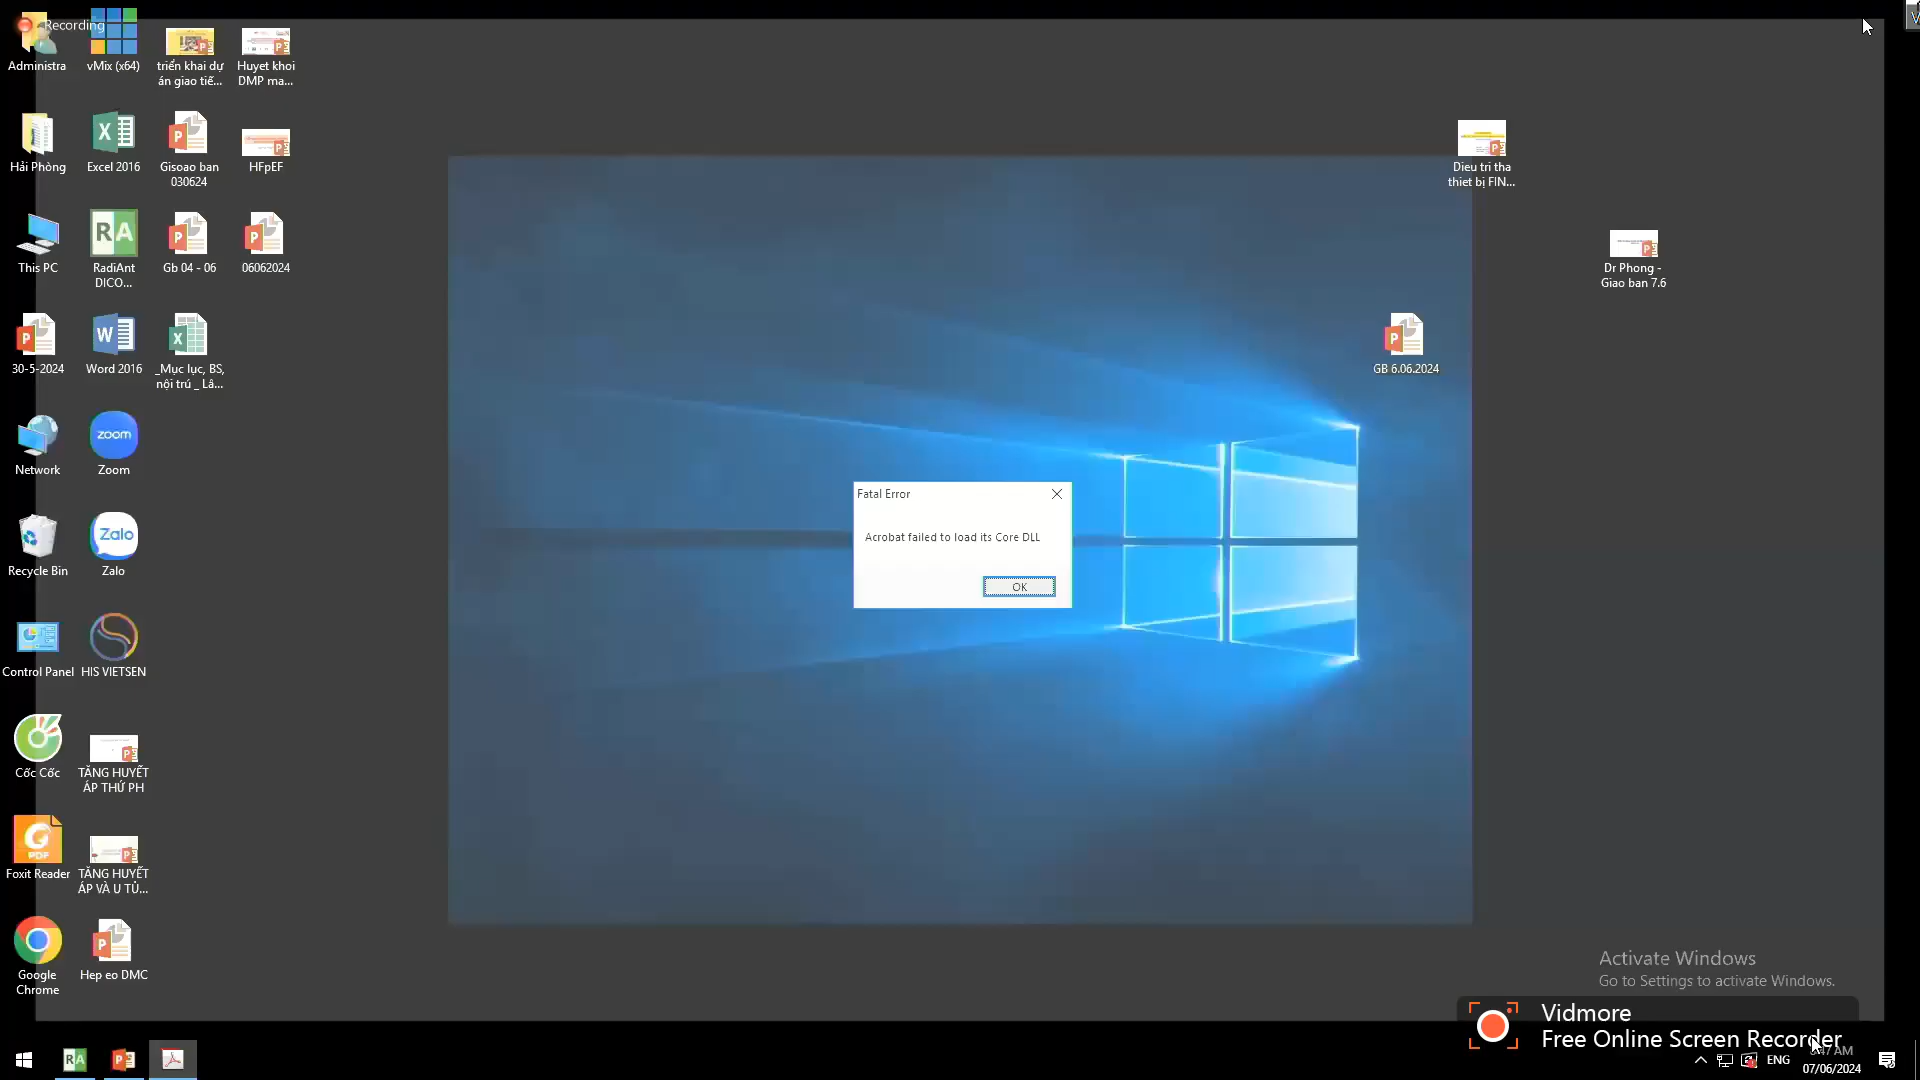 Recording
Administra
vMix (x64)
triển khai dự
án giao tiế...
Huyet khoi
DMP ma...
Hải Phòng
Excel 2016
Gisoao ban
030624
HFpEF
Dieu tri tha
thiet bị FIN...
This PC
RadiAnt
DICO...
Gb 04 - 06
06062024
Dr Phong -
Giao ban 7.6
30-5-2024
Word 2016
_Mục lục, BS,
nội trú _ Lâ...
GB 6.06.2024
Network
zoom
Zoom
Fatal Error
Acrobat failed to load its Core DLL
OK
Recycle Bin
Zalo
Zalo
Control Panel
HIS VIETSEN
Cốc Cốc
TĂNG HUYẾT
ÁP THỨ PH
PDF
Foxit Reader
TĂNG HUYẾT
ÁP VÀ U TỦ...
Google
Chrome
Hep eo DMC
Activate Windows
Go to Settings to activate Windows.
Vidmore
Free Online Screen Recorder
ENG
07/06/2024